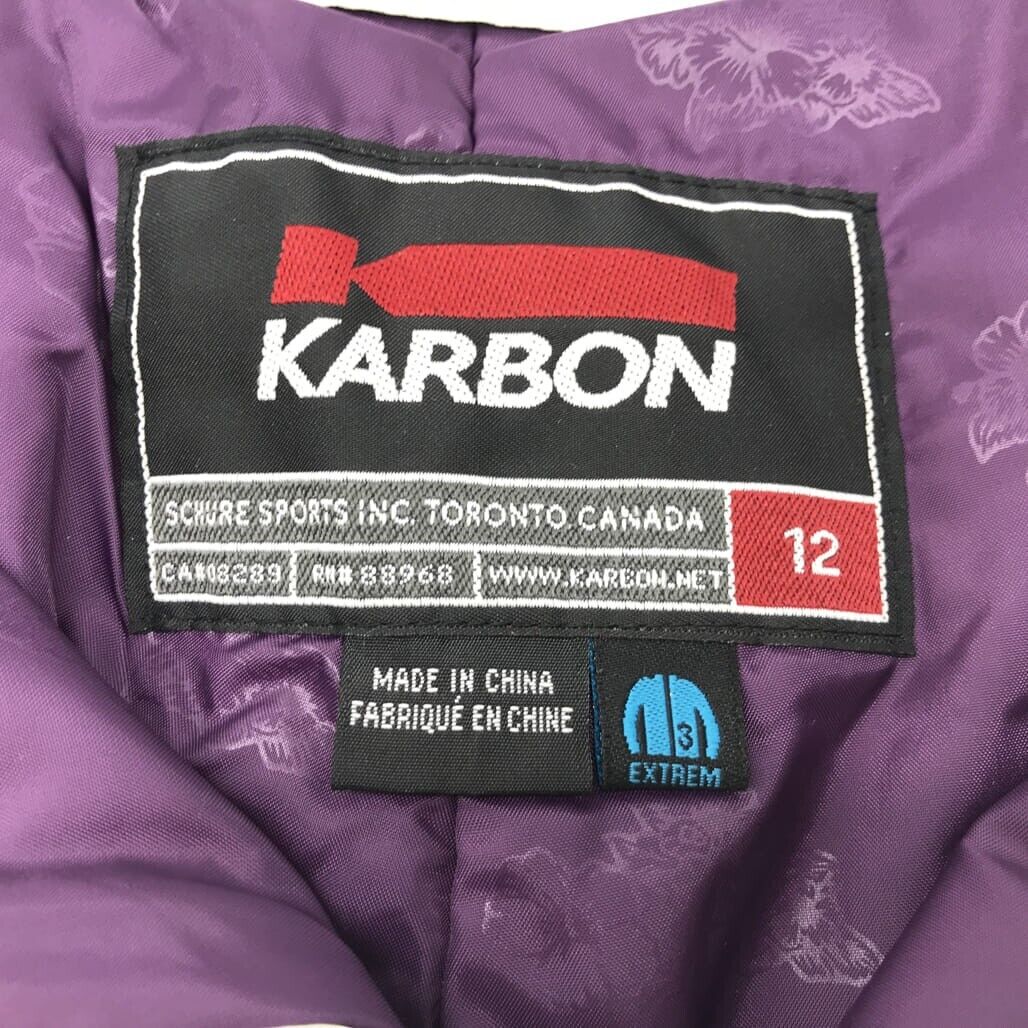 KARBON
SCHURE SPORTS INC. TORONTO CANADA
12
CA#08289
RN# 88968
WWW.KARBON.NET
MADE IN CHINA
FABRIQUÉ EN CHINE
3
EXTREM